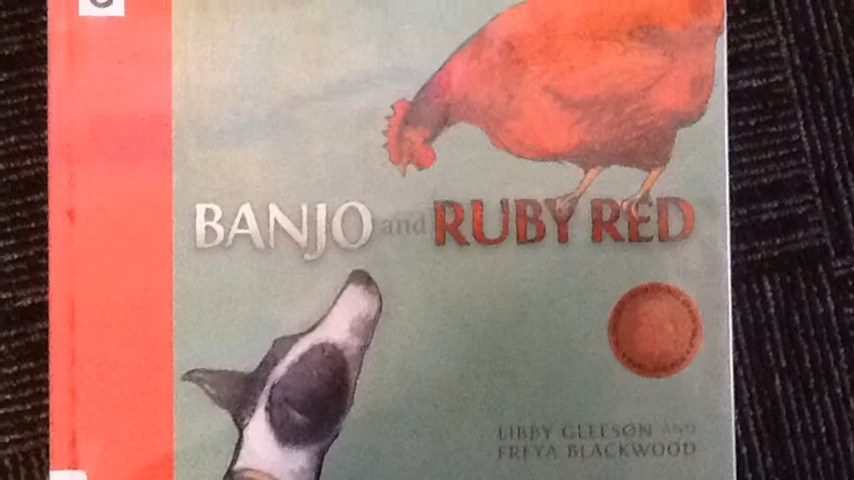 BANJO and RUBY RED
LIBBY GLEESON AND
FREYA BLACKWOOD